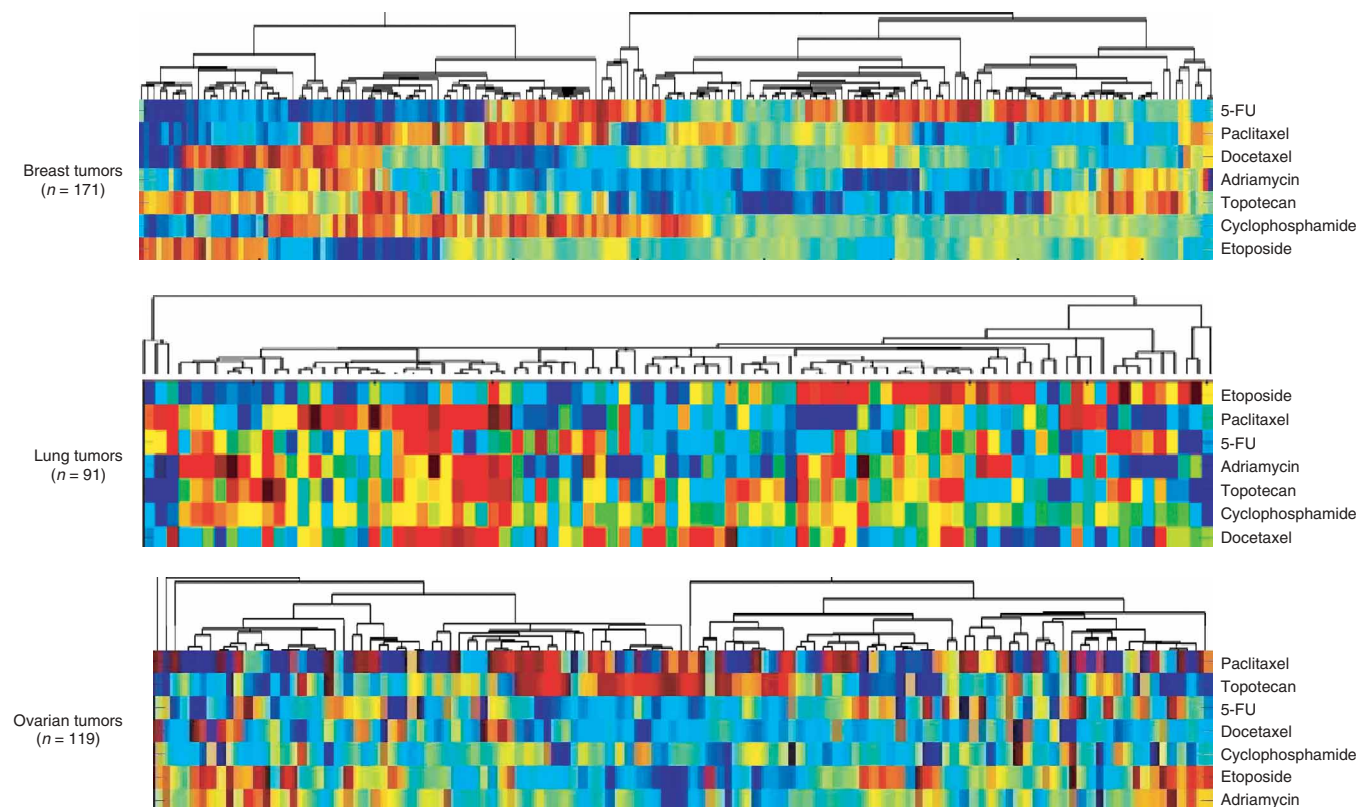 5-FU
Paclitaxel
Docetaxel
Adriamycin
Topotecan
Cyclophosphamide
Etoposide
Breast tumors
(n = 171)
Etoposide
Paclitaxel
5-FU
Adriamycin
Topotecan
Cyclophosphamide
Docetaxel
Lung tumors
(n = 91)
Paclitaxel
Topotecan
5-FU
Docetaxel
Cyclophosphamide
Etoposide
Adriamycin
Ovarian tumors
(n = 119)